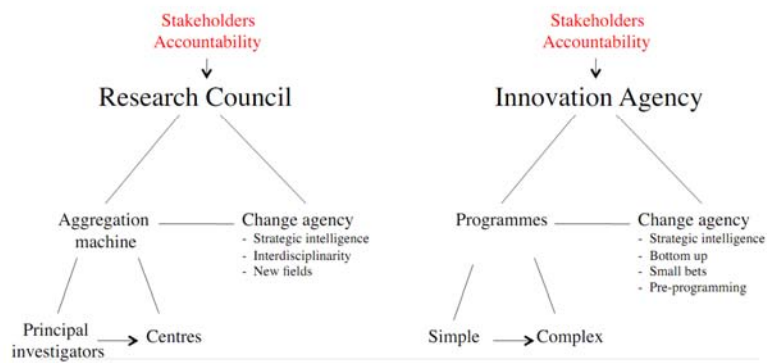 Stakeholders
Accountability
Research Council
Aggregation
machine
Change agency
- Strategic intelligence
- Interdisciplinarity
- New fields
Principal
investigators
Centres
Stakeholders
Accountability
Innovation Agency
Programmes
Change agency
- Strategic intelligence
- Bottom up
- Small bets
- Pre-programming
Simple
Complex